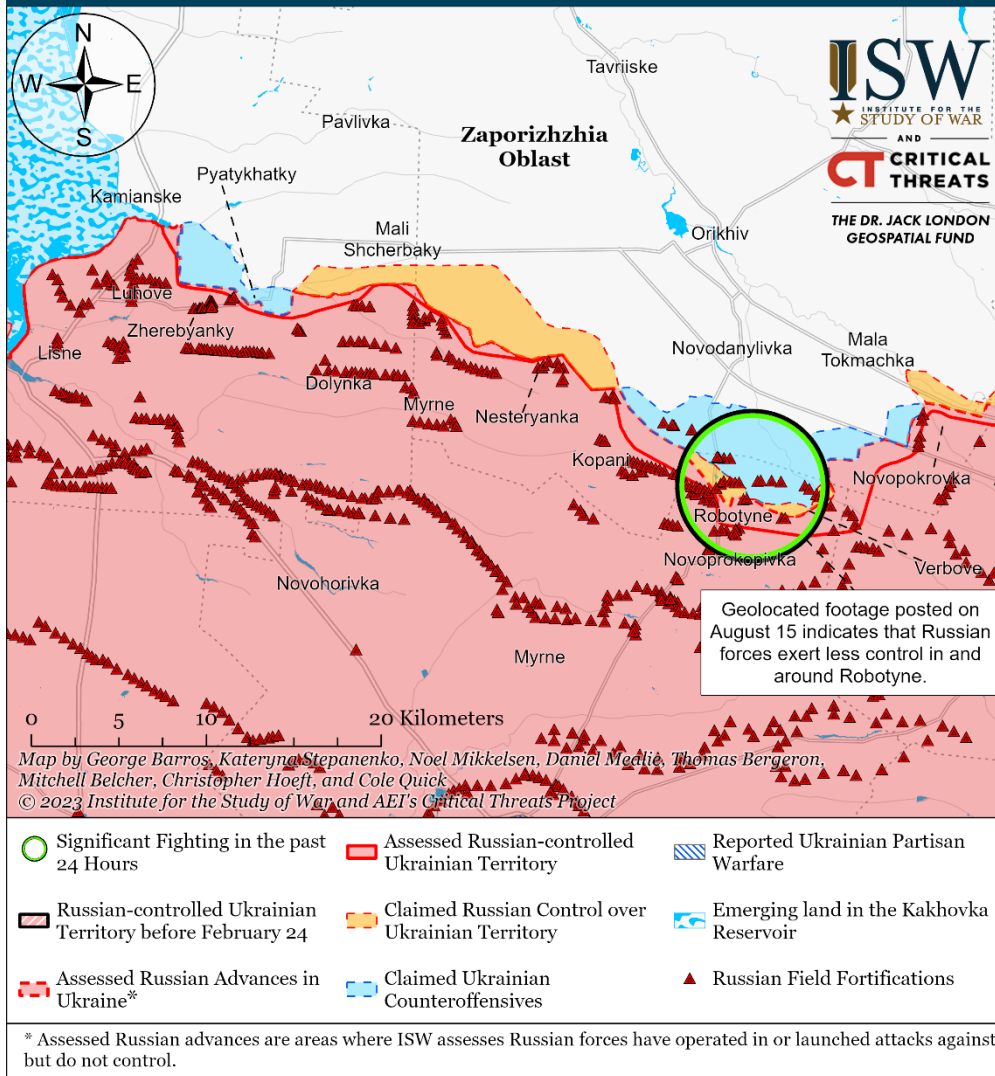 N
W E
S
ISW
INSTITUTE FOR THE
STUDY OF WAR
AND
CT CRITICAL
THREATS
THE DR. JACK LONDON
GEOSPATIAL FUND
Tavriiske
Pavlivka
Zaporizhzhia
Oblast
Pyatykhatky
Kamianske
Mali
Shcherbaky
Orikhiv
Luhove
Zherebyanky
Lisne
Dolynka
Myrne
Nesteryanka
Novodanylivka
Mala
Tokmachka
Kopani
Novopokrovka
Robotyne
Novoprokopivka
Verbove
Novohorivka
Myrne
Geolocated footage posted on
August 15 indicates that Russian
forces exert less control in and
around Robotyne.
0 5 10 20 Kilometers
Map by George Barros, Kateryna Stepanenko, Noel Mikkelsen, Daniel Mealie, Thomas Bergeron,
Mitchell Belcher, Christopher Hoeft, and Cole Quick
© 2023 Institute for the Study of War and AEI's Critical Threats Project
Significant Fighting in the past
24 Hours
Russian-controlled Ukrainian
Territory before February 24
Assessed Russian Advances in
Ukraine*
Assessed Russian-controlled
Ukrainian Territory
Claimed Russian Control over
Ukrainian Territory
Claimed Ukrainian
Counteroffensives
Reported Ukrainian Partisan
Warfare
Emerging land in the Kakhovka
Reservoir
Russian Field Fortifications
* Assessed Russian advances are areas where ISW assesses Russian forces have operated in or launched attacks against
but do not control.